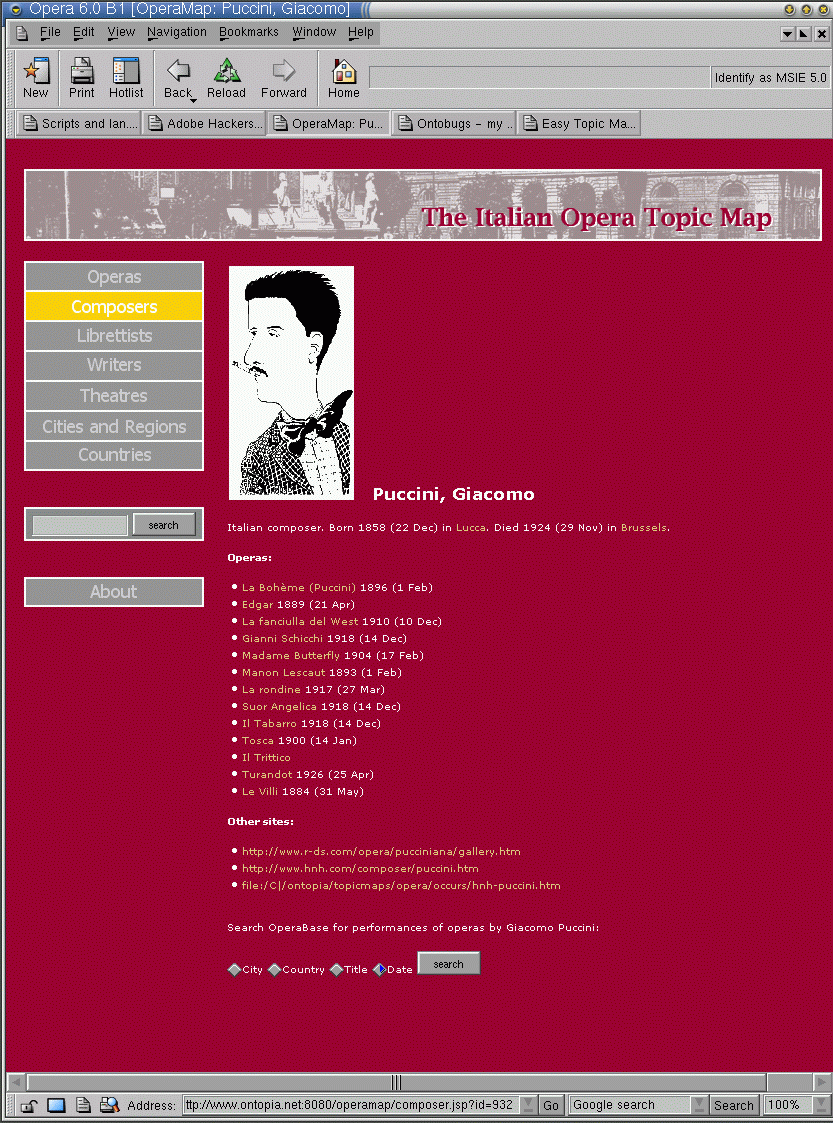 Opera 6.0 B1 [OperaMap: Puccini, Giacomo]
File Edit View Navigation Bookmarks Window Help
New Print Hotlist Back Reload Forward Home Identify as MSIE 5.0
Scripts and lan.... Adobe Hackers... OperaMap: Pu... Ontobugs – my .. Easy Topic Ma...
The Italian Opera Topic Map
Operas
Composers
Librettists
Writers
Theatres
Cities and Regions
Countries
search
About
Puccini, Giacomo
Italian composer. Born 1858 (22 Dec) in Lucca. Died 1924 (29 Nov) in Brussels.
Operas:
La Bohème (Puccini) 1896 (1 Feb)
Edgar 1889 (21 Apr)
La fanciulla del West 1910 (10 Dec)
Gianni Schicchi 1918 (14 Dec)
Madame Butterfly 1904 (17 Feb)
Manon Lescaut 1893 (1 Feb)
La rondine 1917 (27 Mar)
Suor Angelica 1918 (14 Dec)
Il Tabarro 1918 (14 Dec)
Tosca 1900 (14 Jan)
Il Trittico
Turandot 1926 (25 Apr)
Le Villi 1884 (31 May)
Other sites:
http://www.r-ds.com/opera/pucciniana/gallery.htm
http://www.hnh.com/composer/puccini.htm
file:/C|/ontopia/topicmaps/opera/occurs/hnh-puccini.htm
Search OperaBase for performances of operas by Giacomo Puccini:
City Country Title Date search
Address: ttp://www.ontopia.net:8080/operamap/composer.jsp?id=932 Go Google search Search 100%